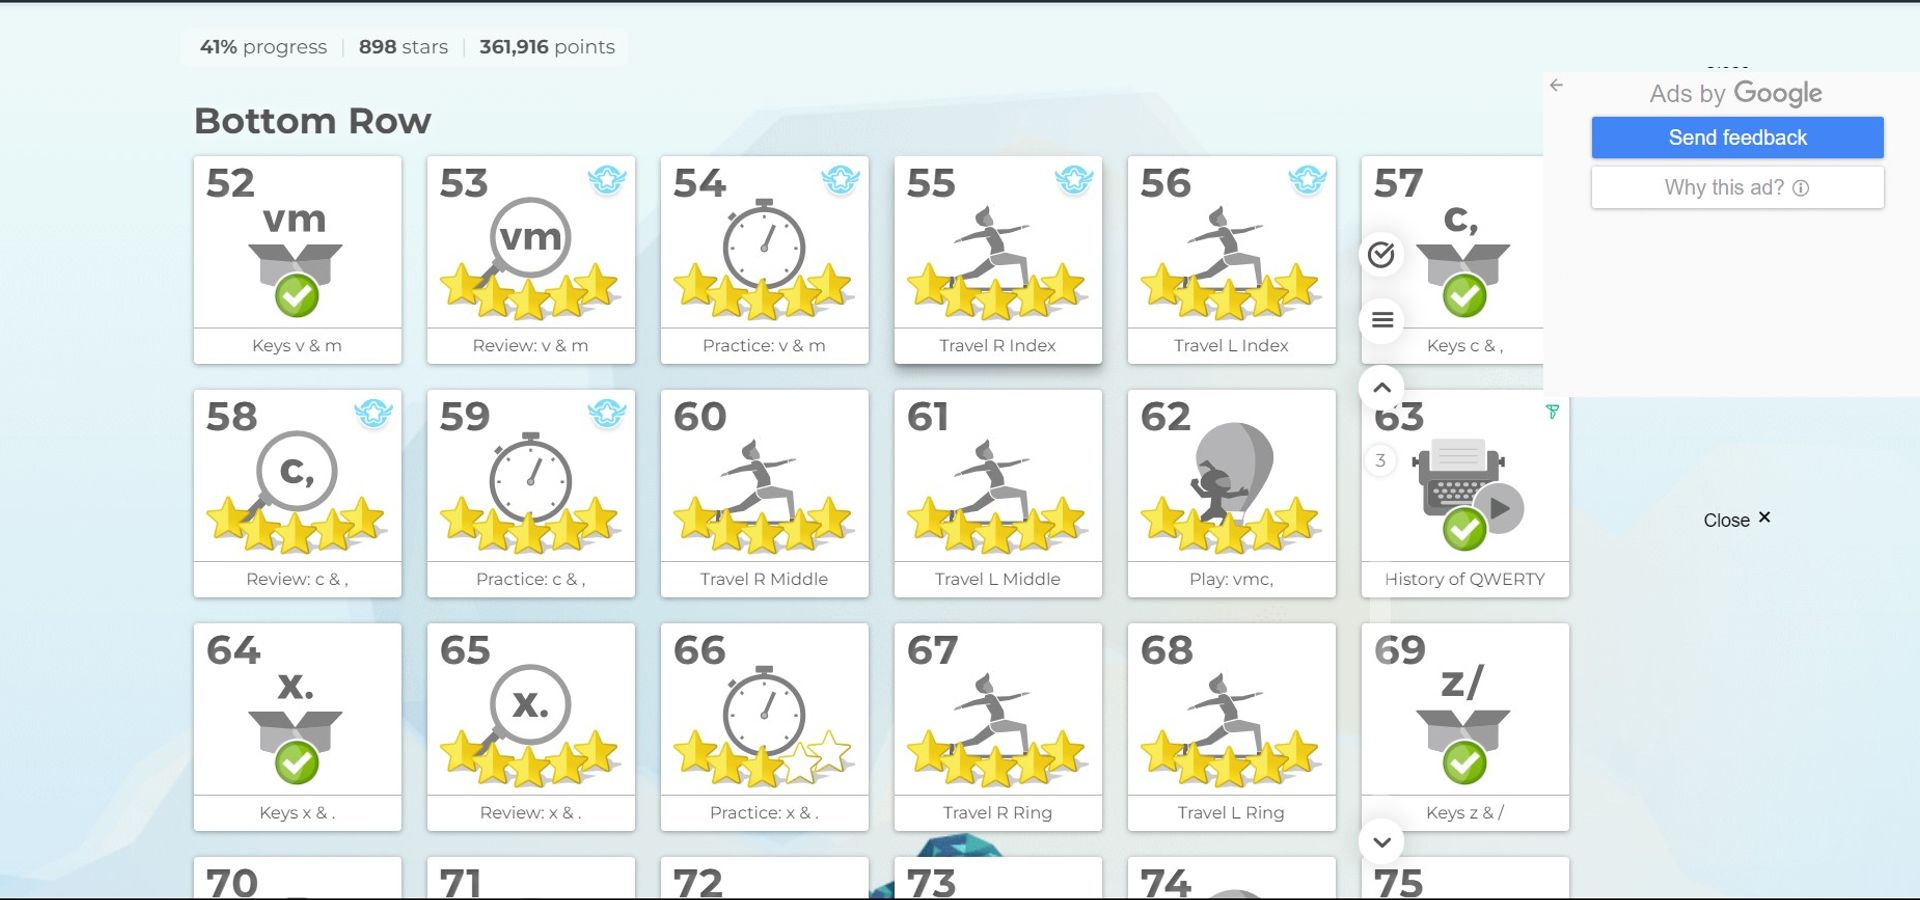 41% progress | 898 stars | 361,916 points
Ads by Google
Send feedback
Why this ad?
Bottom Row
52
vm
Keys v & m
53
vm
Review: v & m
54
Practice: v & m
55
Travel R Index
56
Travel L Index
57
c,
Keys c & ,
58
c,
Review: c & ,
59
Practice: c & ,
60
Travel R Middle
61
Travel L Middle
62
Play: vmc,
63
3
History of QWERTY
Close ×
64
x.
Keys x & .
65
x.
Review: x & .
66
Practice: x & .
67
Travel R Ring
68
Travel L Ring
69
z/
Keys z & /
70
71
72
73
74
75